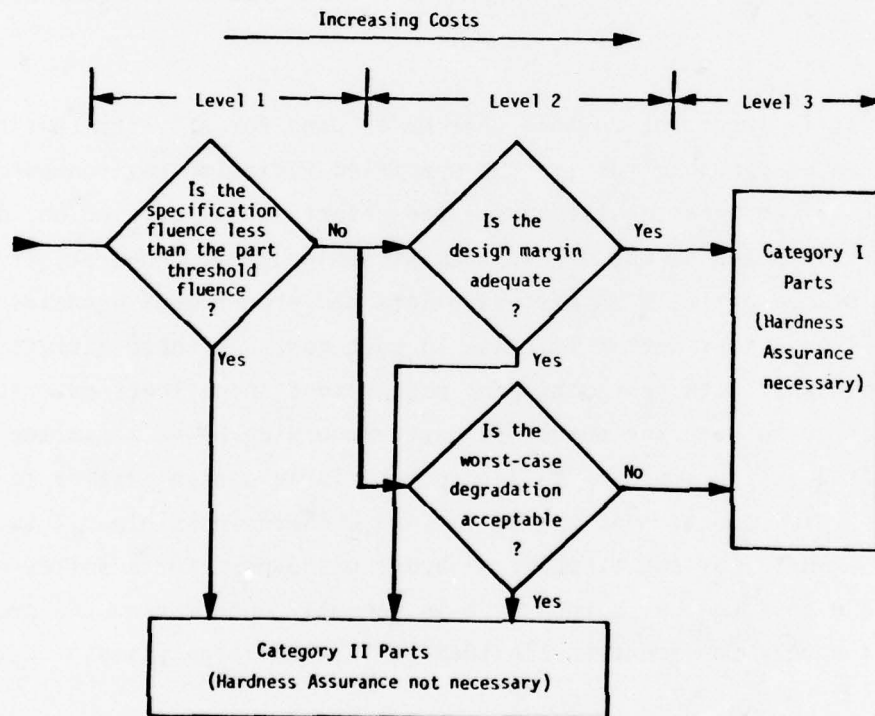 Increasing Costs
Level 1
Level 2
Level 3
Is the
specification
fluence less
than the part
threshold
fluence
?
No
Yes
Is the
design margin
adequate
?
Yes
Yes
Is the
worst-case
degradation
acceptable
?
No
Yes
Category I
Parts
(Hardness
Assurance
necessary)
Category II Parts
(Hardness Assurance not necessary)